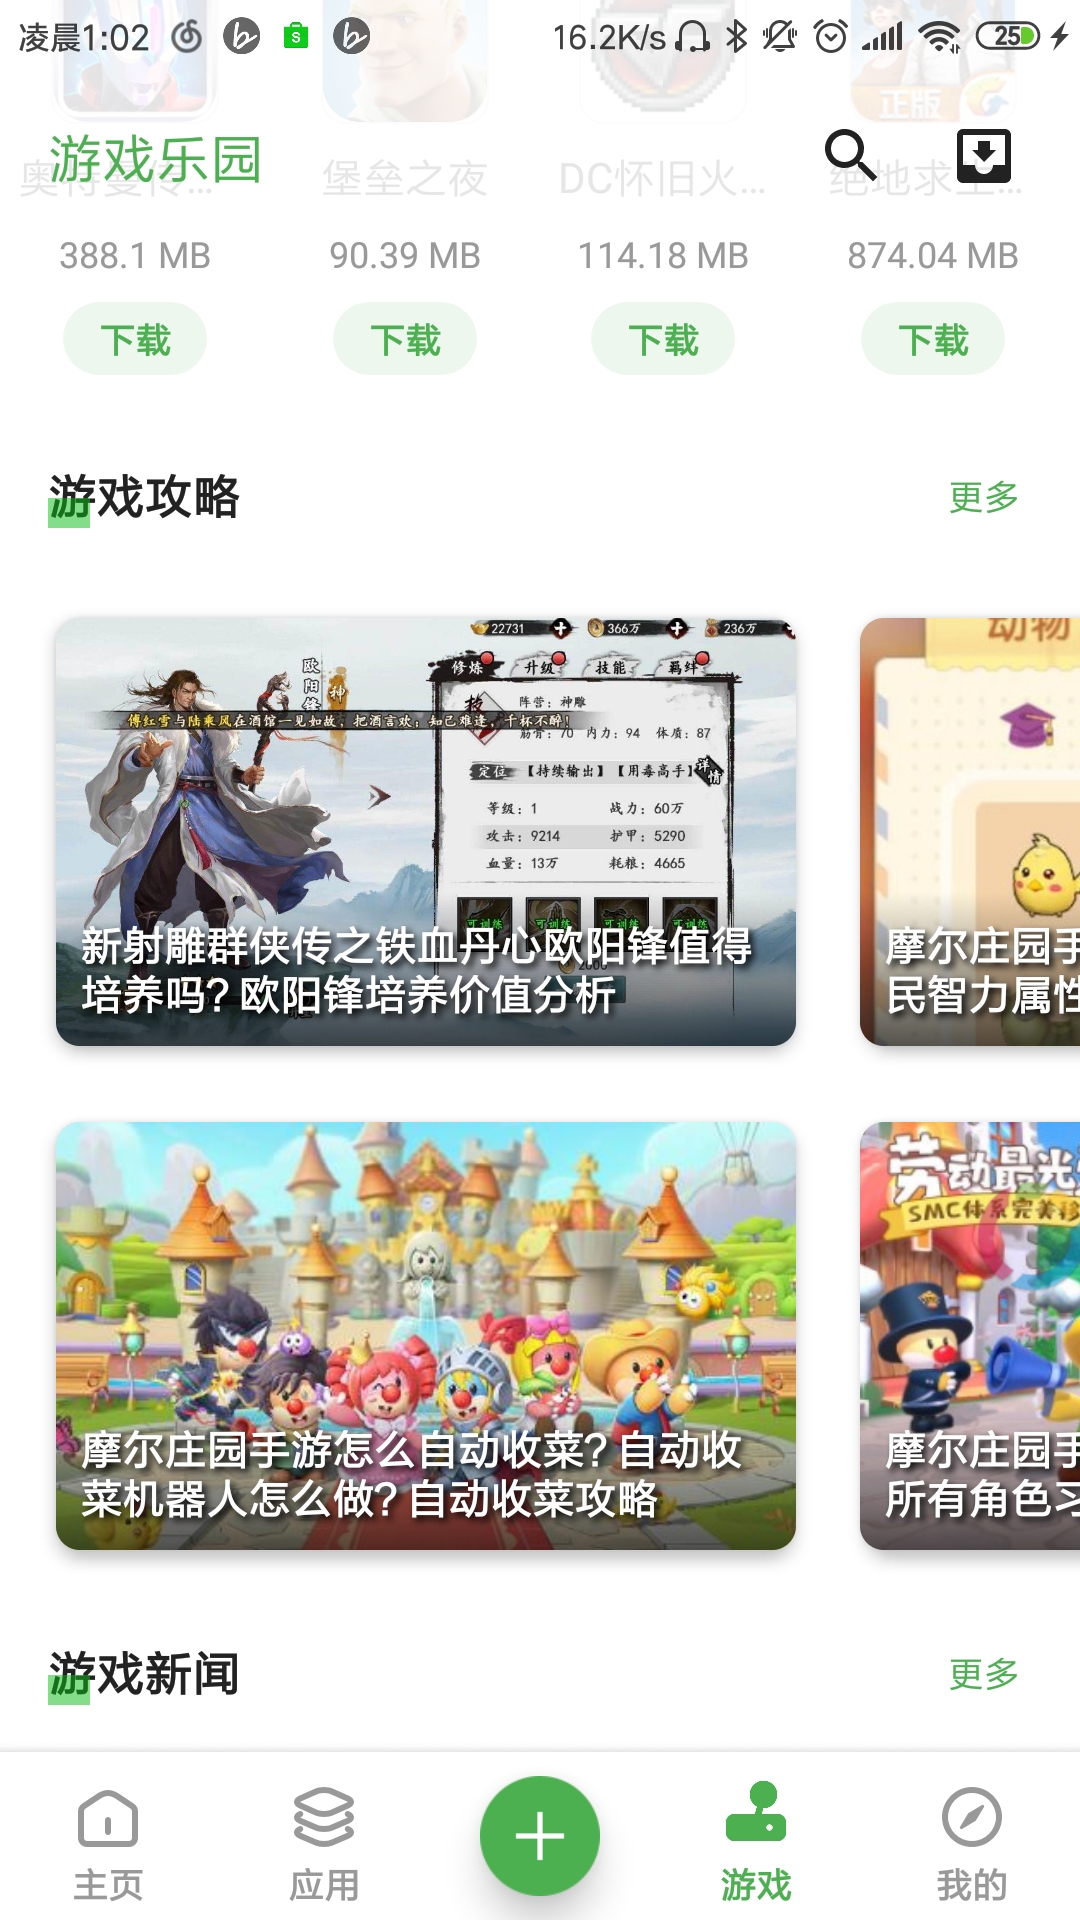 凌晨1:02
16.2K/s
25
正版
游戏乐园
奥特曼传...
堡垒之夜
DC怀旧火...
绝地求生...
388.1 MB
90.39 MB
114.18 MB
874.04 MB
下载
下载
下载
下载
游戏攻略
更多
22731
366万
236万
修炼
升级
技能
羁绊
欧阳锋
神
技
阵营：神雕
傅红雪与陆乘风在酒馆一见如故，把酒言欢；知己难逢，千杯不醉！
筋骨：70 内力：94 体质：87
定位
【持续输出】【用毒高手】
详情
等级：1
战力：60万
攻击：9214
护甲：5290
血量：13万
耗粮：4665
可训练
可训练
可训练
可训练
2000
新射雕群侠传之铁血丹心欧阳锋值得
培养吗？欧阳锋培养价值分析
动物
摩尔庄园手
民智力属性
摩尔庄园手游怎么自动收菜？自动收
菜机器人怎么做？自动收菜攻略
劳动最光
SMC体系完美移
摩尔庄园手
所有角色习
游戏新闻
更多
主页
应用
游戏
我的